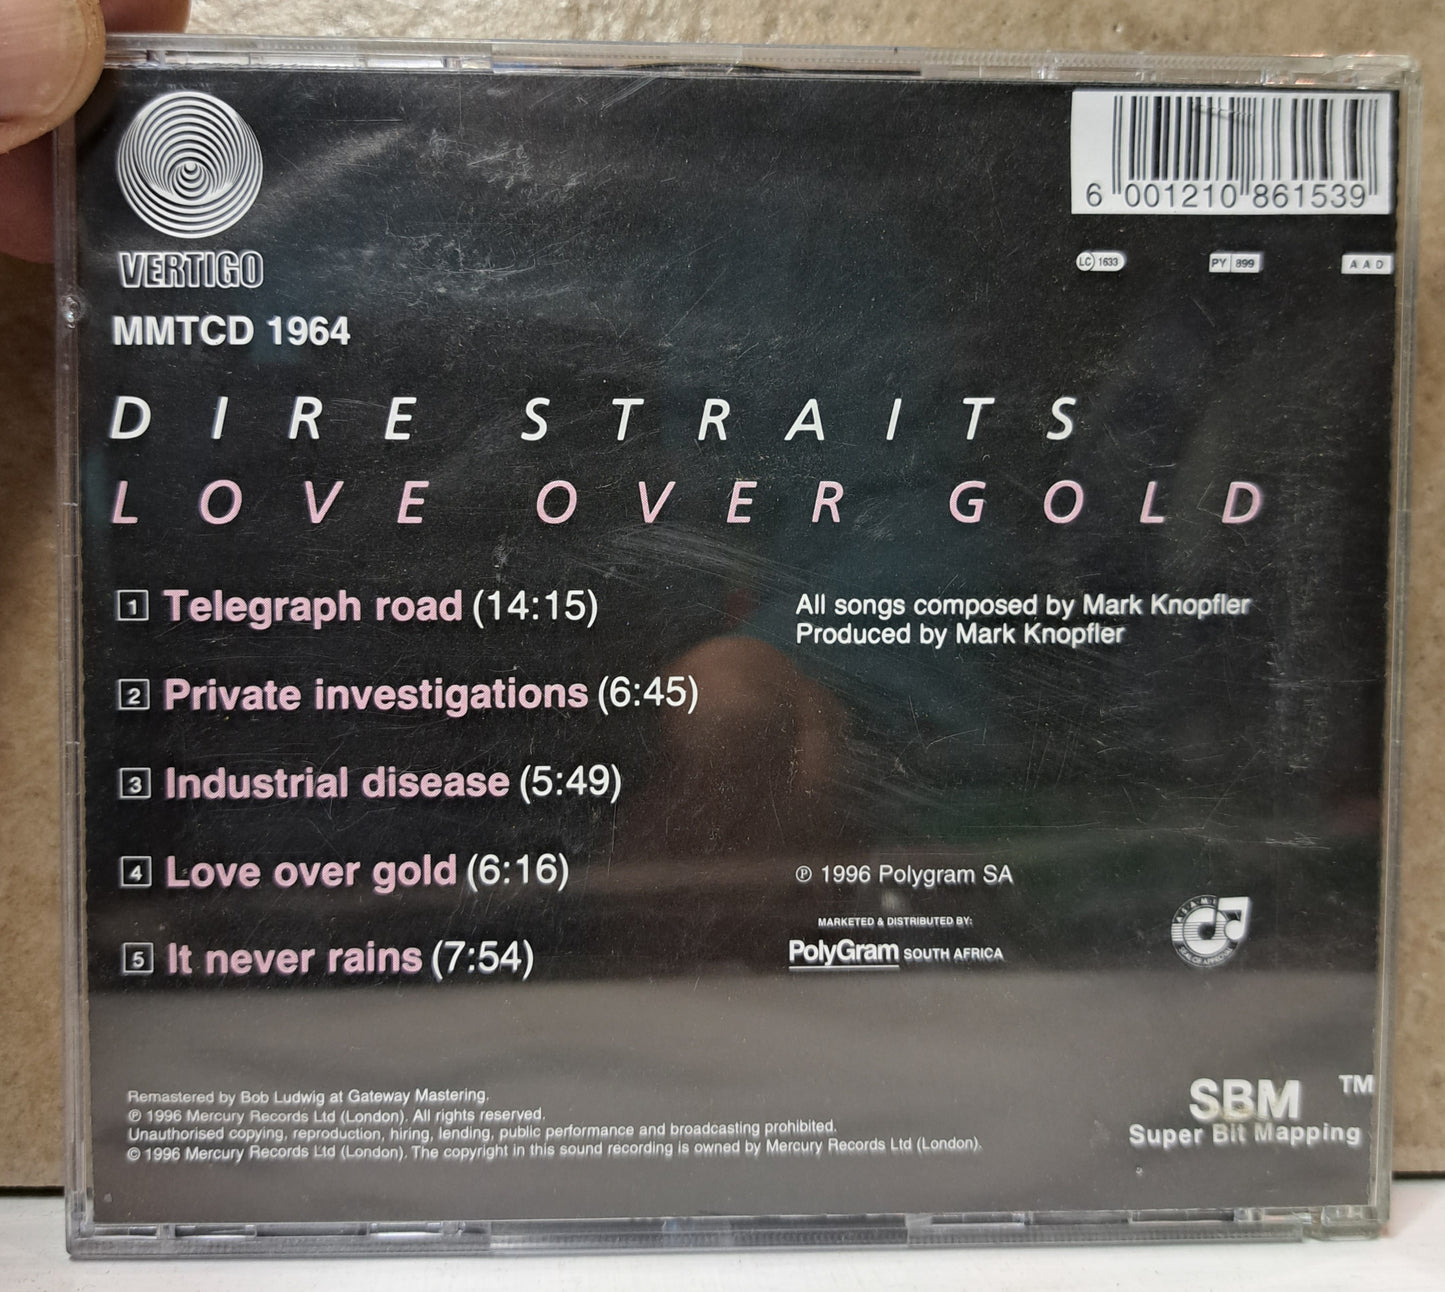 VERTIGO
MMTCD 1964
6 001210 861539
LC 1633
PY 899
AAD
DIRE STRAITS
LOVE OVER GOLD
1 Telegraph road (14:15)
2 Private investigations (6:45)
3 Industrial disease (5:49)
4 Love over gold (6:16)
5 It never rains (7:54)
All songs composed by Mark Knopfler
Produced by Mark Knopfler
℗ 1996 Polygram SA
MARKETED & DISTRIBUTED BY:
PolyGram SOUTH AFRICA
Remastered by Bob Ludwig at Gateway Mastering.
℗ 1996 Mercury Records Ltd (London). All rights reserved.
Unauthorised copying, reproduction, hiring, lending, public performance and broadcasting prohibited.
© 1996 Mercury Records Ltd (London). The copyright in this sound recording is owned by Mercury Records Ltd (London).
SBM TM
Super Bit Mapping